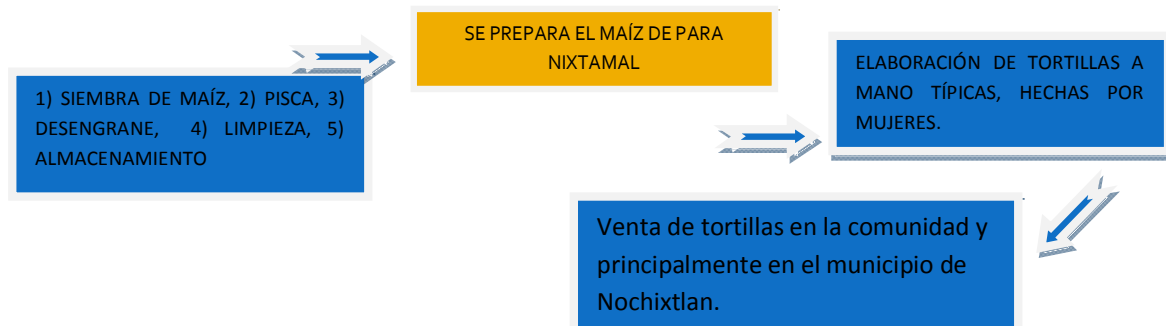 SE PREPARA EL MAÍZ DE PARA
NIXTAMAL
1) SIEMBRA DE MAÍZ, 2) PISCA, 3)
DESENGRANE, 4) LIMPIEZA, 5)
ALMACENAMIENTO
ELABORACIÓN DE TORTILLAS A
MANO TÍPICAS, HECHAS POR
MUJERES.
Venta de tortillas en la comunidad y
principalmente en el municipio de
Nochixtlan.